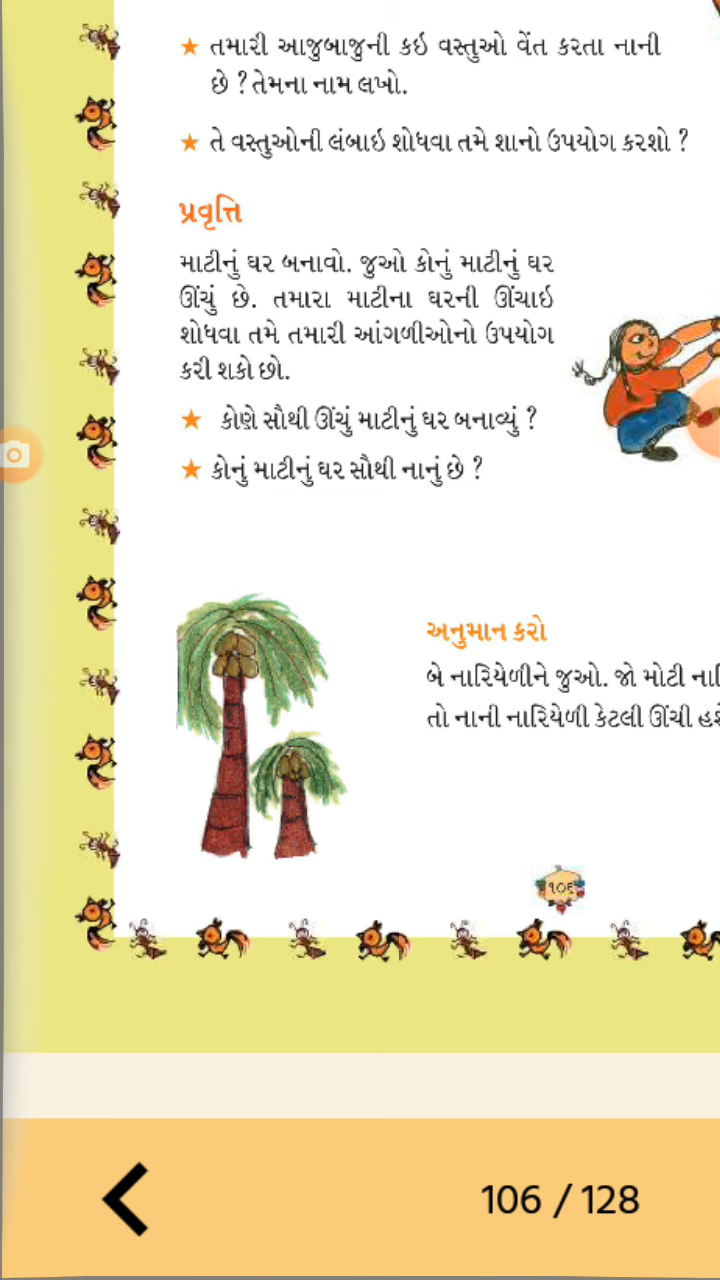 ★ તમારી આજુબાજુની કઇ વસ્તુઓ વેંત કરતા નાની
છે ? તેમના નામ લખો.
★ તે વસ્તુઓની લંબાઇ શોધવા તમે શાનો ઉપયોગ કરશો ?
પ્રવૃત્તિ
માટીનું ઘર બનાવો. જુઓ કોનું માટીનું ઘર
ઊંચું છે. તમારા માટીના ઘરની ઊંચાઇ
શોધવા તમે તમારી આંગળીઓનો ઉપયોગ
કરી શકો છો.
★ કોણે સૌથી ઊંચું માટીનું ઘર બનાવ્યું ?
★ કોનું માટીનું ઘર સૌથી નાનું છે ?
અનુમાન કરો
બે નારિયેળીને જુઓ. જો મોટી
તો નાની નારિયેળી કેટલી ઊંચી
૧૦૬
106 / 128